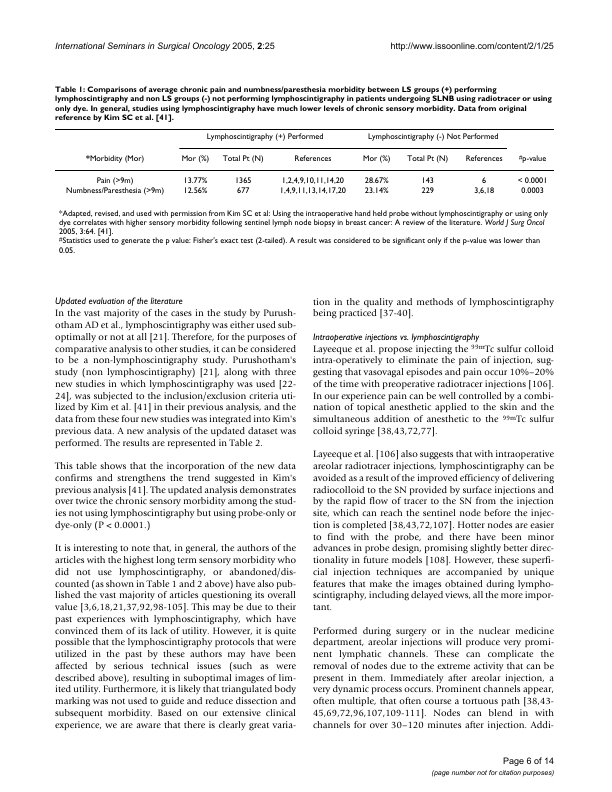 International Seminars in Surgical Oncology 2005, 2:25 http://www.issoonline.com/content/2/1/25
Table 1: Comparisons of average chronic pain and numbness/paresthesia morbidity between LS groups (+) performing
lymphoscintigraphy and non LS groups (-) not performing lymphoscintigraphy in patients undergoing SLNB using radiotracer or using
only dye. In general, studies using lymphoscintigraphy have much lower levels of chronic sensory morbidity. Data from original
reference by Kim SC et al. [41].
Lymphoscintigraphy (+) Performed Lymphoscintigraphy (-) Not Performed
*Morbidity (Mor) Mor (%) Total Pt (N) References Mor (%) Total Pt (N) References #p-value
Pain (>9m) 13.77% 1365 1,2,4,9,10,11,14,20 28.67% 143 6 < 0.0001
Numbness/Paresthesia (>9m) 12.56% 677 1,4,9,11,13,14,17,20 23.14% 229 3,6,18 0.0003
*Adapted, revised, and used with permission from Kim SC et al: Using the intraoperative hand held probe without lymphoscintigraphy or using only
dye correlates with higher sensory morbidity following sentinel lymph node biopsy in breast cancer: A review of the literature. World J Surg Oncol
2005, 3:64. [41].
#Statistics used to generate the p value: Fisher's exact test (2-tailed). A result was considered to be significant only if the p-value was lower than
0.05.
Updated evaluation of the literature
In the vast majority of the cases in the study by Purush-
otham AD et al., lymphoscintigraphy was either used sub-
optimally or not at all [21]. Therefore, for the purposes of
comparative analysis to other studies, it can be considered
to be a non-lymphoscintigraphy study. Purushotham's
study (non lymphoscintigraphy) [21], along with three
new studies in which lymphoscintigraphy was used [22-
24], was subjected to the inclusion/exclusion criteria uti-
lized by Kim et al. [41] in their previous analysis, and the
data from these four new studies was integrated into Kim's
previous data. A new analysis of the updated dataset was
performed. The results are represented in Table 2.
This table shows that the incorporation of the new data
confirms and strengthens the trend suggested in Kim's
previous analysis [41]. The updated analysis demonstrates
over twice the chronic sensory morbidity among the stud-
ies not using lymphoscintigraphy but using probe-only or
dye-only (P < 0.0001.)
It is interesting to note that, in general, the authors of the
articles with the highest long term sensory morbidity who
did not use lymphoscintigraphy, or abandoned/dis-
counted (as shown in Table 1 and 2 above) have also pub-
lished the vast majority of articles questioning its overall
value [3,6,18,21,37,92,98-105]. This may be due to their
past experiences with lymphoscintigraphy, which have
convinced them of its lack of utility. However, it is quite
possible that the lymphoscintigraphy protocols that were
utilized in the past by these authors may have been
affected by serious technical issues (such as were
described above), resulting in suboptimal images of lim-
ited utility. Furthermore, it is likely that triangulated body
marking was not used to guide and reduce dissection and
subsequent morbidity. Based on our extensive clinical
experience, we are aware that there is clearly great varia-
tion in the quality and methods of lymphoscintigraphy
being practiced [37-40].
Intraoperative injections vs. lymphoscintigraphy
Layeeque et al. propose injecting the 99mTc sulfur colloid
intra-operatively to eliminate the pain of injection, sug-
gesting that vasovagal episodes and pain occur 10%–20%
of the time with preoperative radiotracer injections [106].
In our experience pain can be well controlled by a combi-
nation of topical anesthetic applied to the skin and the
simultaneous addition of anesthetic to the 99mTc sulfur
colloid syringe [38,43,72,77].
Layeeque et al. [106] also suggests that with intraoperative
areolar radiotracer injections, lymphoscintigraphy can be
avoided as a result of the improved efficiency of delivering
radiocolloid to the SN provided by surface injections and
by the rapid flow of tracer to the SN from the injection
site, which can reach the sentinel node before the injec-
tion is completed [38,43,72,107]. Hotter nodes are easier
to find with the probe, and there have been minor
advances in probe design, promising slightly better direc-
tionality in future models [108]. However, these superfi-
cial injection techniques are accompanied by unique
features that make the images obtained during lympho-
scintigraphy, including delayed views, all the more impor-
tant.
Performed during surgery or in the nuclear medicine
department, areolar injections will produce very promi-
nent lymphatic channels. These can complicate the
removal of nodes due to the extreme activity that can be
present in them. Immediately after areolar injection, a
very dynamic process occurs. Prominent channels appear,
often multiple, that often course a tortuous path [38,43-
45,69,72,96,107,109-111]. Nodes can blend in with
channels for over 30–120 minutes after injection. Addi-
Page 6 of 14
(page number not for citation purposes)